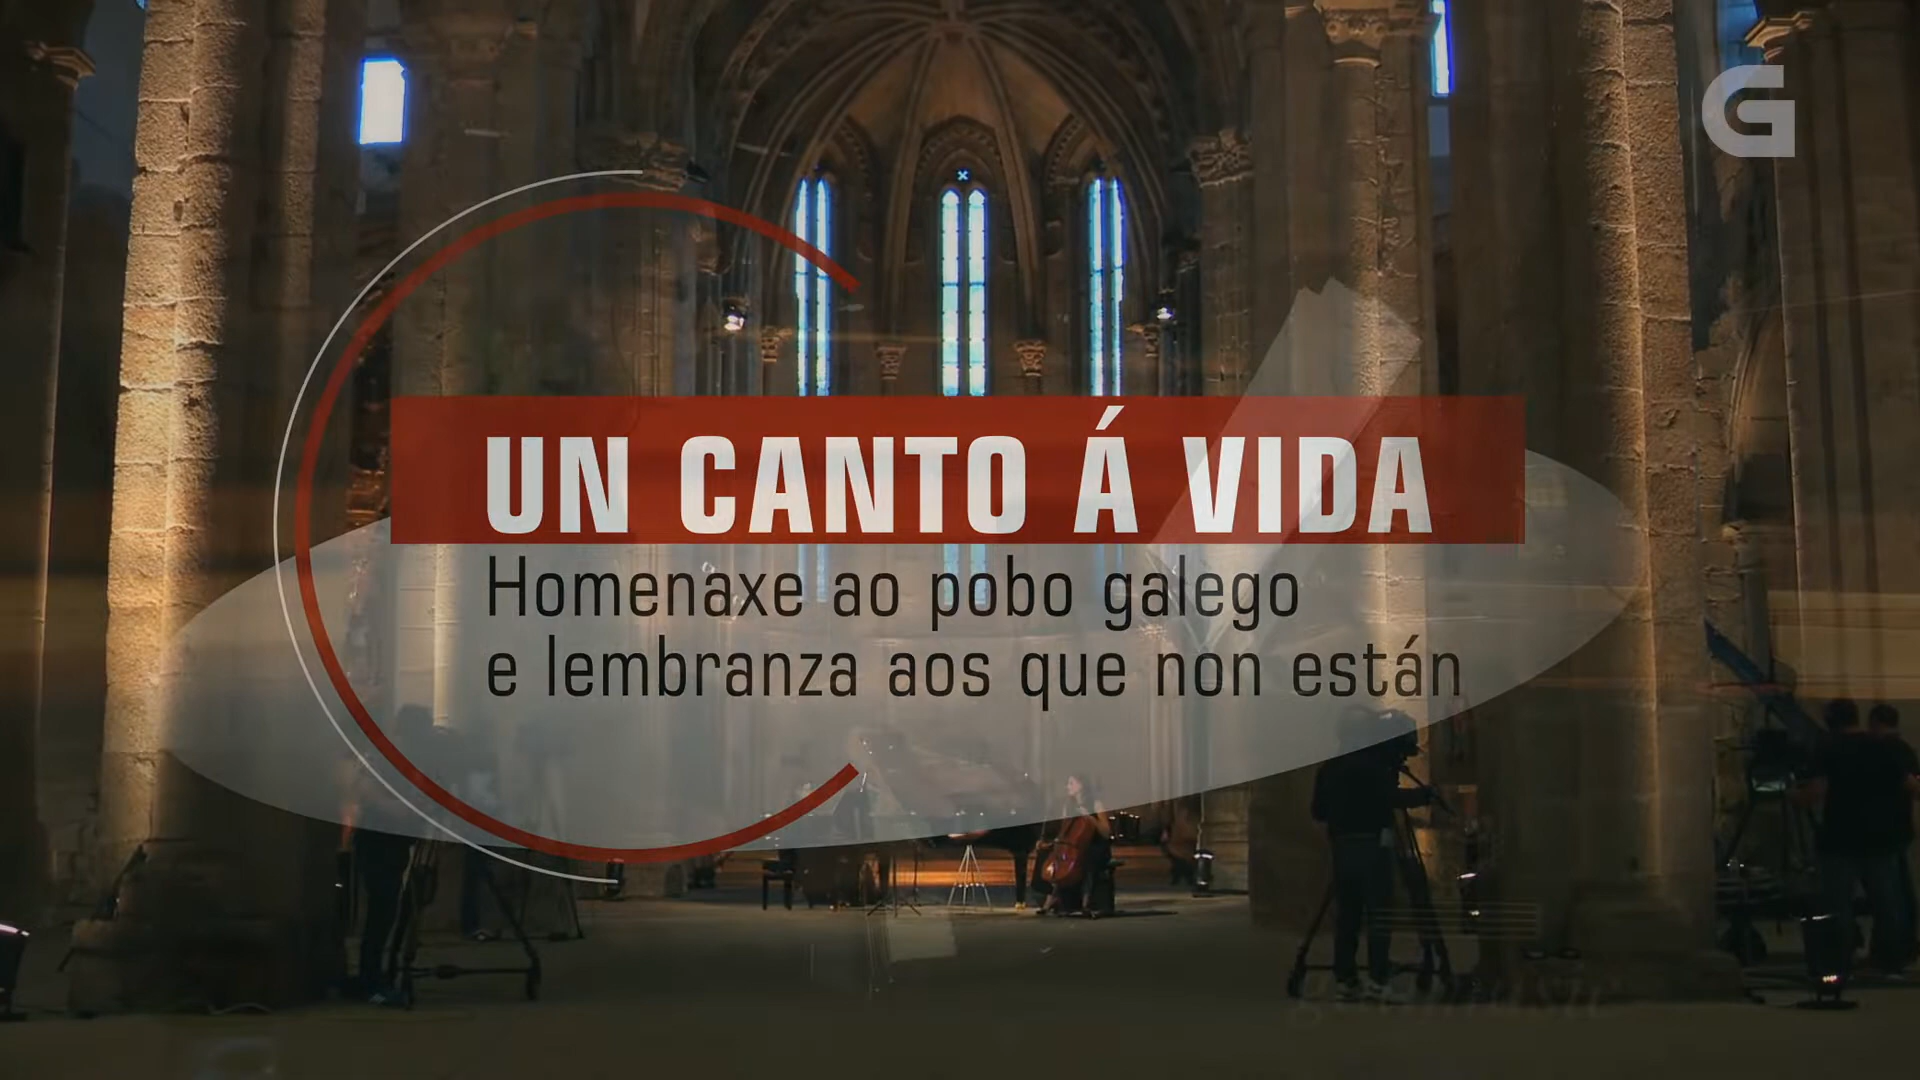 UN CANTO Á VIDA
Homenaxe ao pobo galego
e lembranza aos que non están